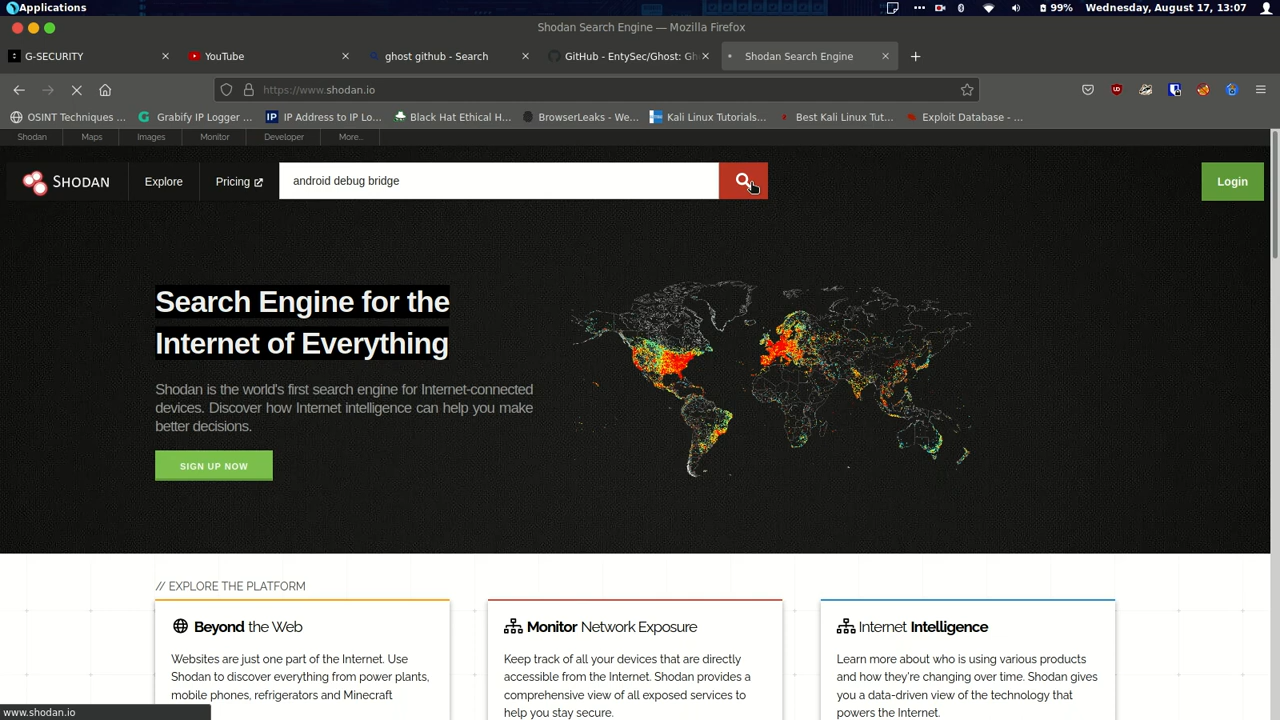 Applications
99%
Wednesday, August 17, 13:07
Shodan Search Engine — Mozilla Firefox
G-SECURITY
YouTube
ghost github - Search
GitHub - EntySec/Ghost: Gh
Shodan Search Engine
https://www.shodan.io
OSINT Techniques ...
Grabify IP Logger ...
IP Address to IP Lo...
Black Hat Ethical H...
BrowserLeaks - We...
Kali Linux Tutorials...
Best Kali Linux Tut...
Exploit Database - ...
Shodan
Maps
Images
Monitor
Developer
More...
SHODAN
Explore
Pricing
android debug bridge
Login
Search Engine for the
Internet of Everything
Shodan is the world's first search engine for Internet-connected
devices. Discover how Internet intelligence can help you make
better decisions.
SIGN UP NOW
// EXPLORE THE PLATFORM
Beyond the Web
Websites are just one part of the Internet. Use
Shodan to discover everything from power plants,
mobile phones, refrigerators and Minecraft
Monitor Network Exposure
Keep track of all your devices that are directly
accessible from the Internet. Shodan provides a
comprehensive view of all exposed services to
help you stay secure.
Internet Intelligence
Learn more about who is using various products
and how they're changing over time. Shodan gives
you a data-driven view of the technology that
powers the Internet.
www.shodan.io